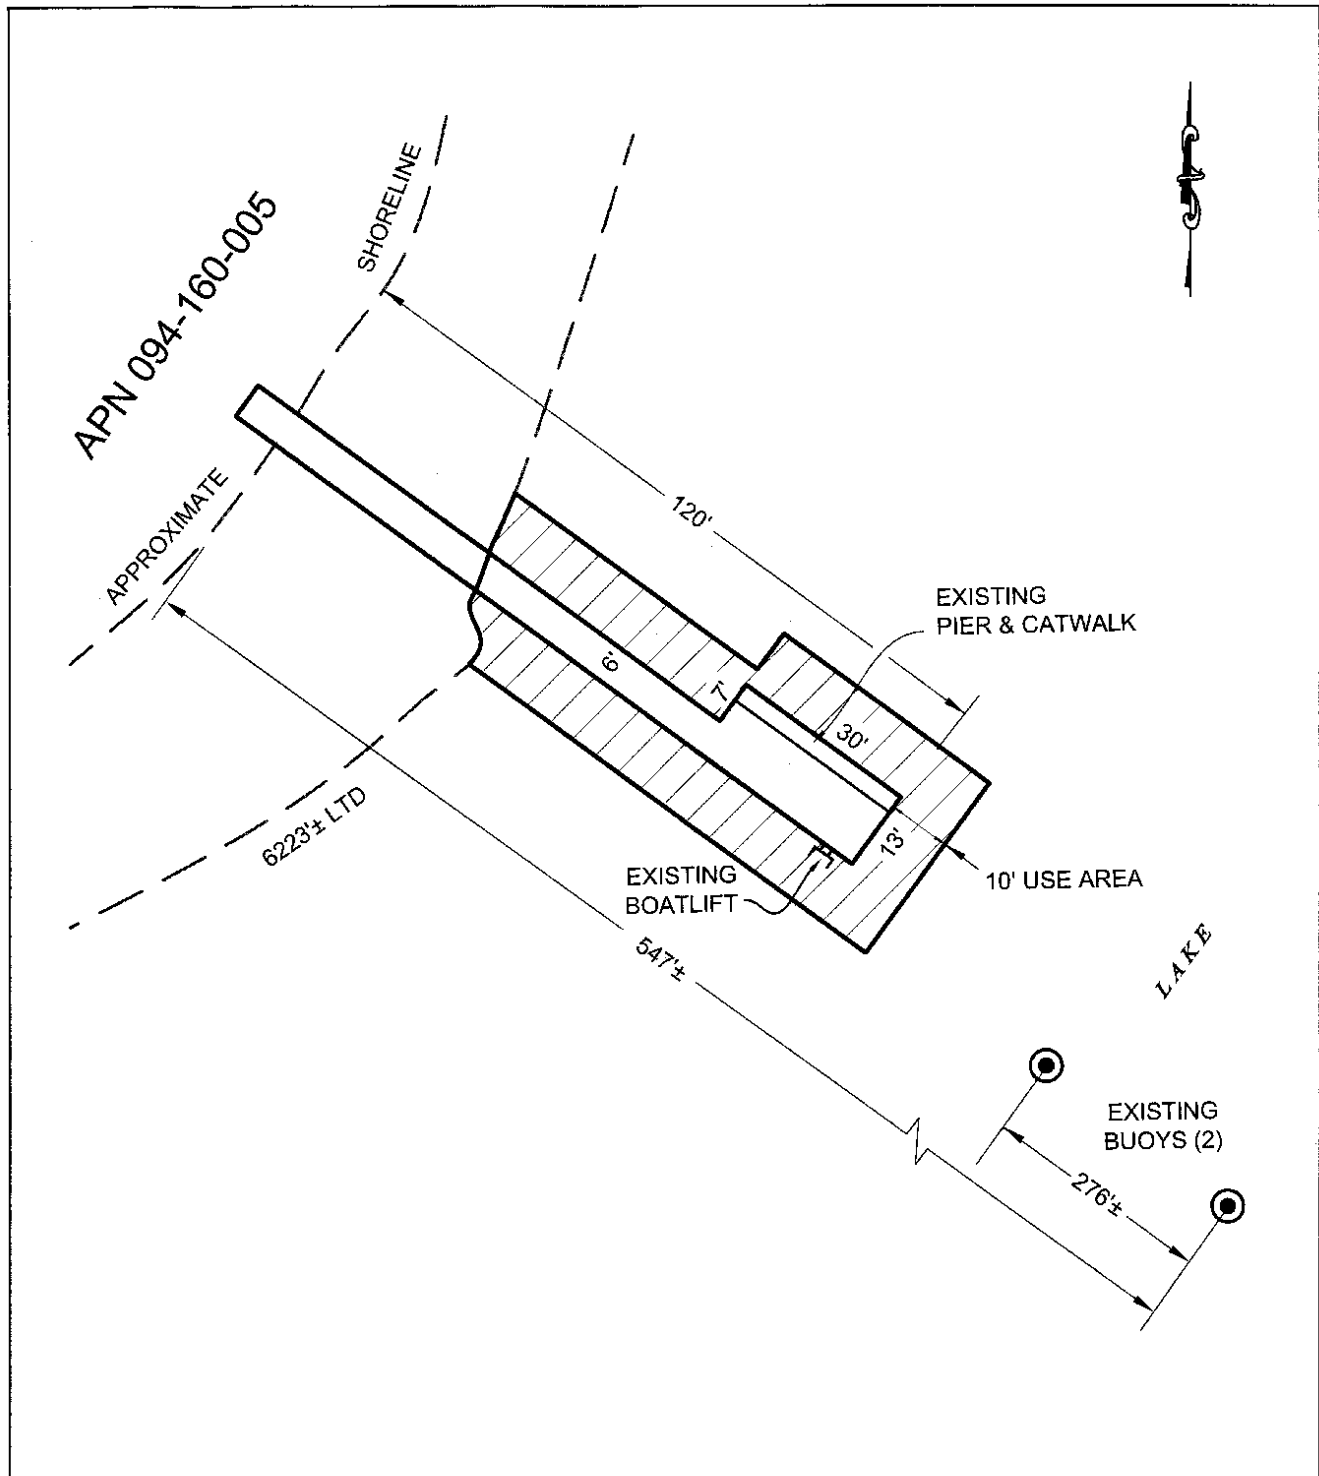 APN 094-160-005
SHORELINE
APPROXIMATE
120'
EXISTING
PIER & CATWALK
6'
7'
30'
13'
10' USE AREA
6223'± LTD
EXISTING
BOATLIFT
547'±
LAKE
EXISTING
BUOYS (2)
276'±